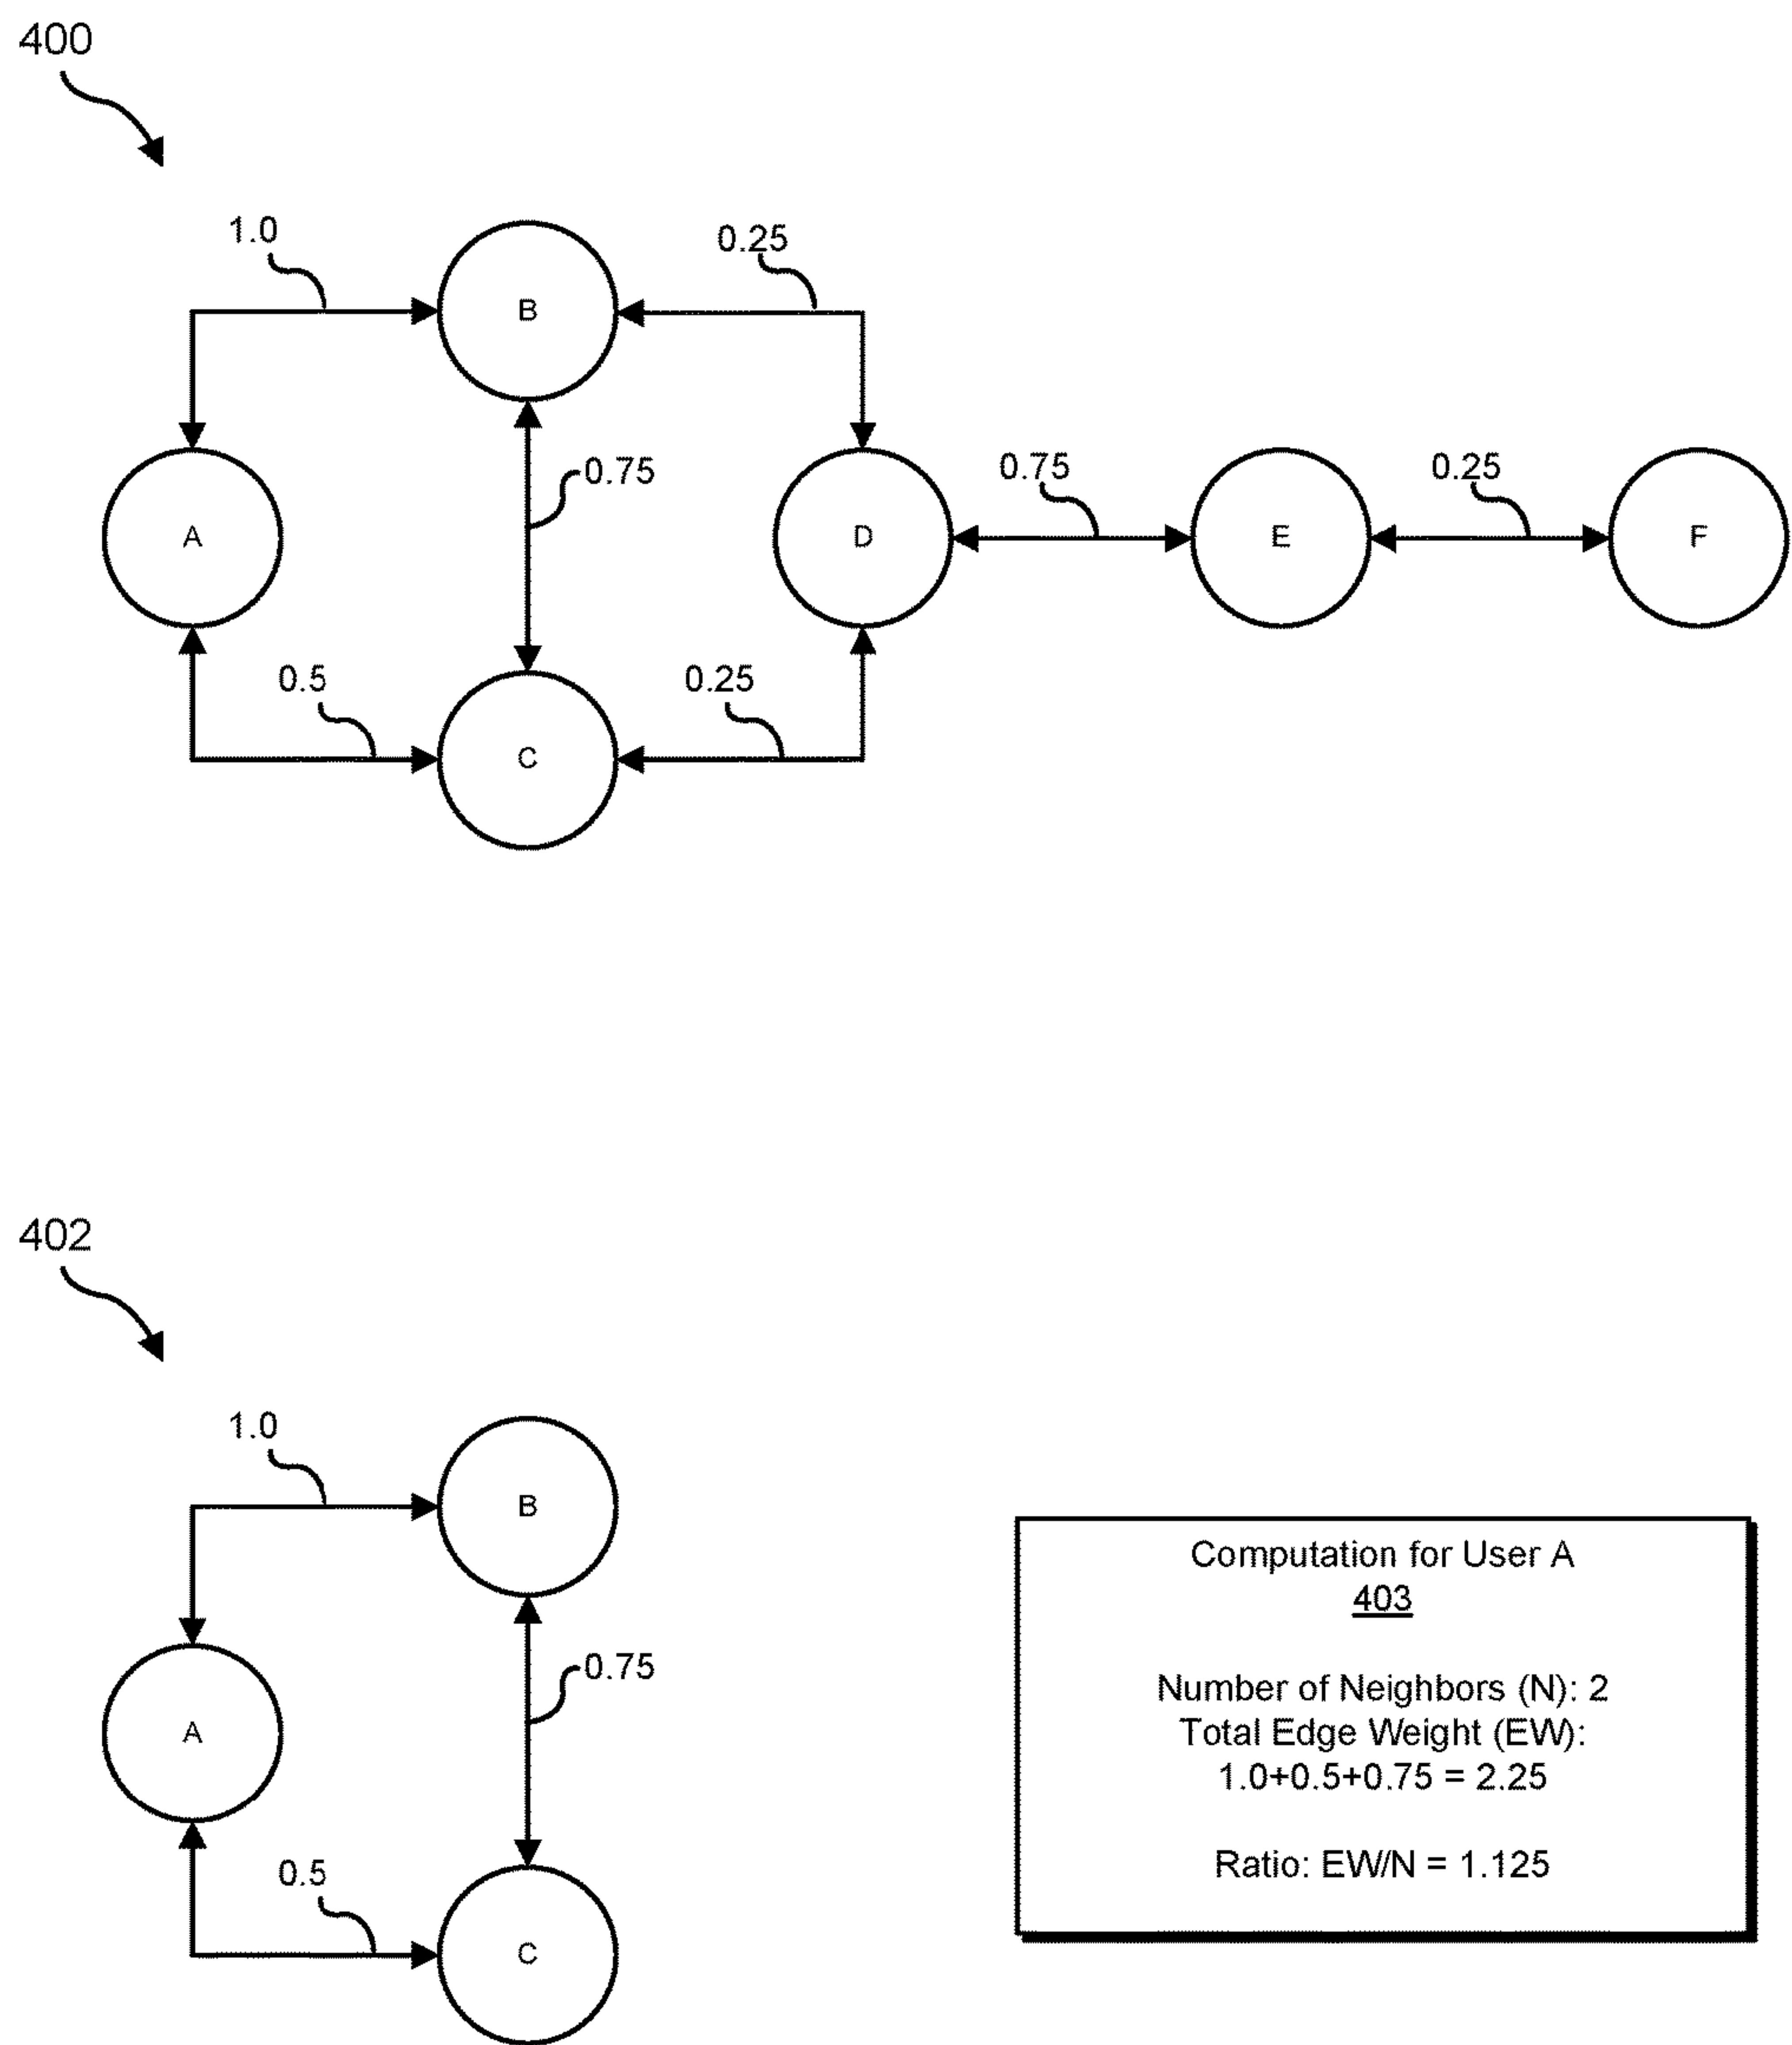 400
1.0
0.25
B
0.75
0.75
0.25
A
D
E
F
0.5
0.25
C
402
1.0
B
0.75
A
0.5
C
Computation for User A
403
Number of Neighbors (N): 2
Total Edge Weight (EW):
1.0+0.5+0.75 = 2.25
Ratio: EW/N = 1.125